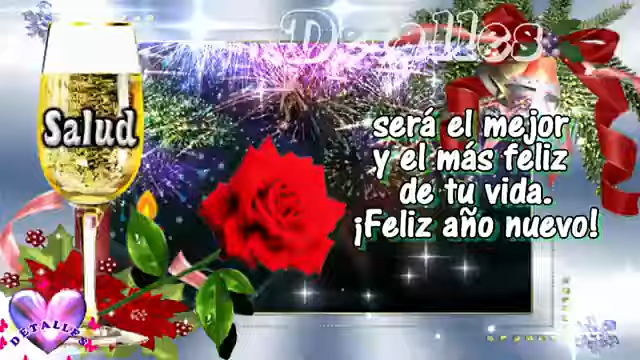 Detalles
Salud
será el mejor
y el más feliz
de tu vida.
¡Feliz año nuevo!
DETALLES